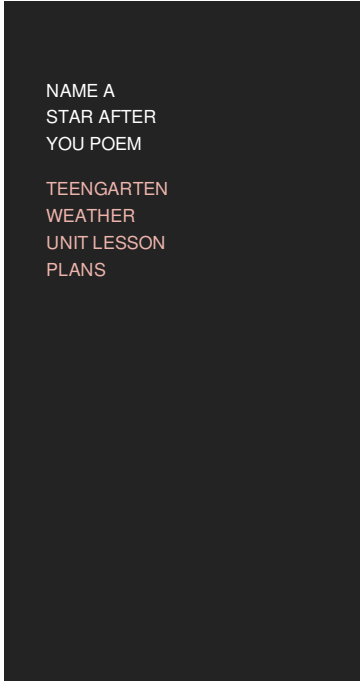 NAME A
STAR AFTER
YOU POEM
TEENGARTEN
WEATHER
UNIT LESSON
PLANS